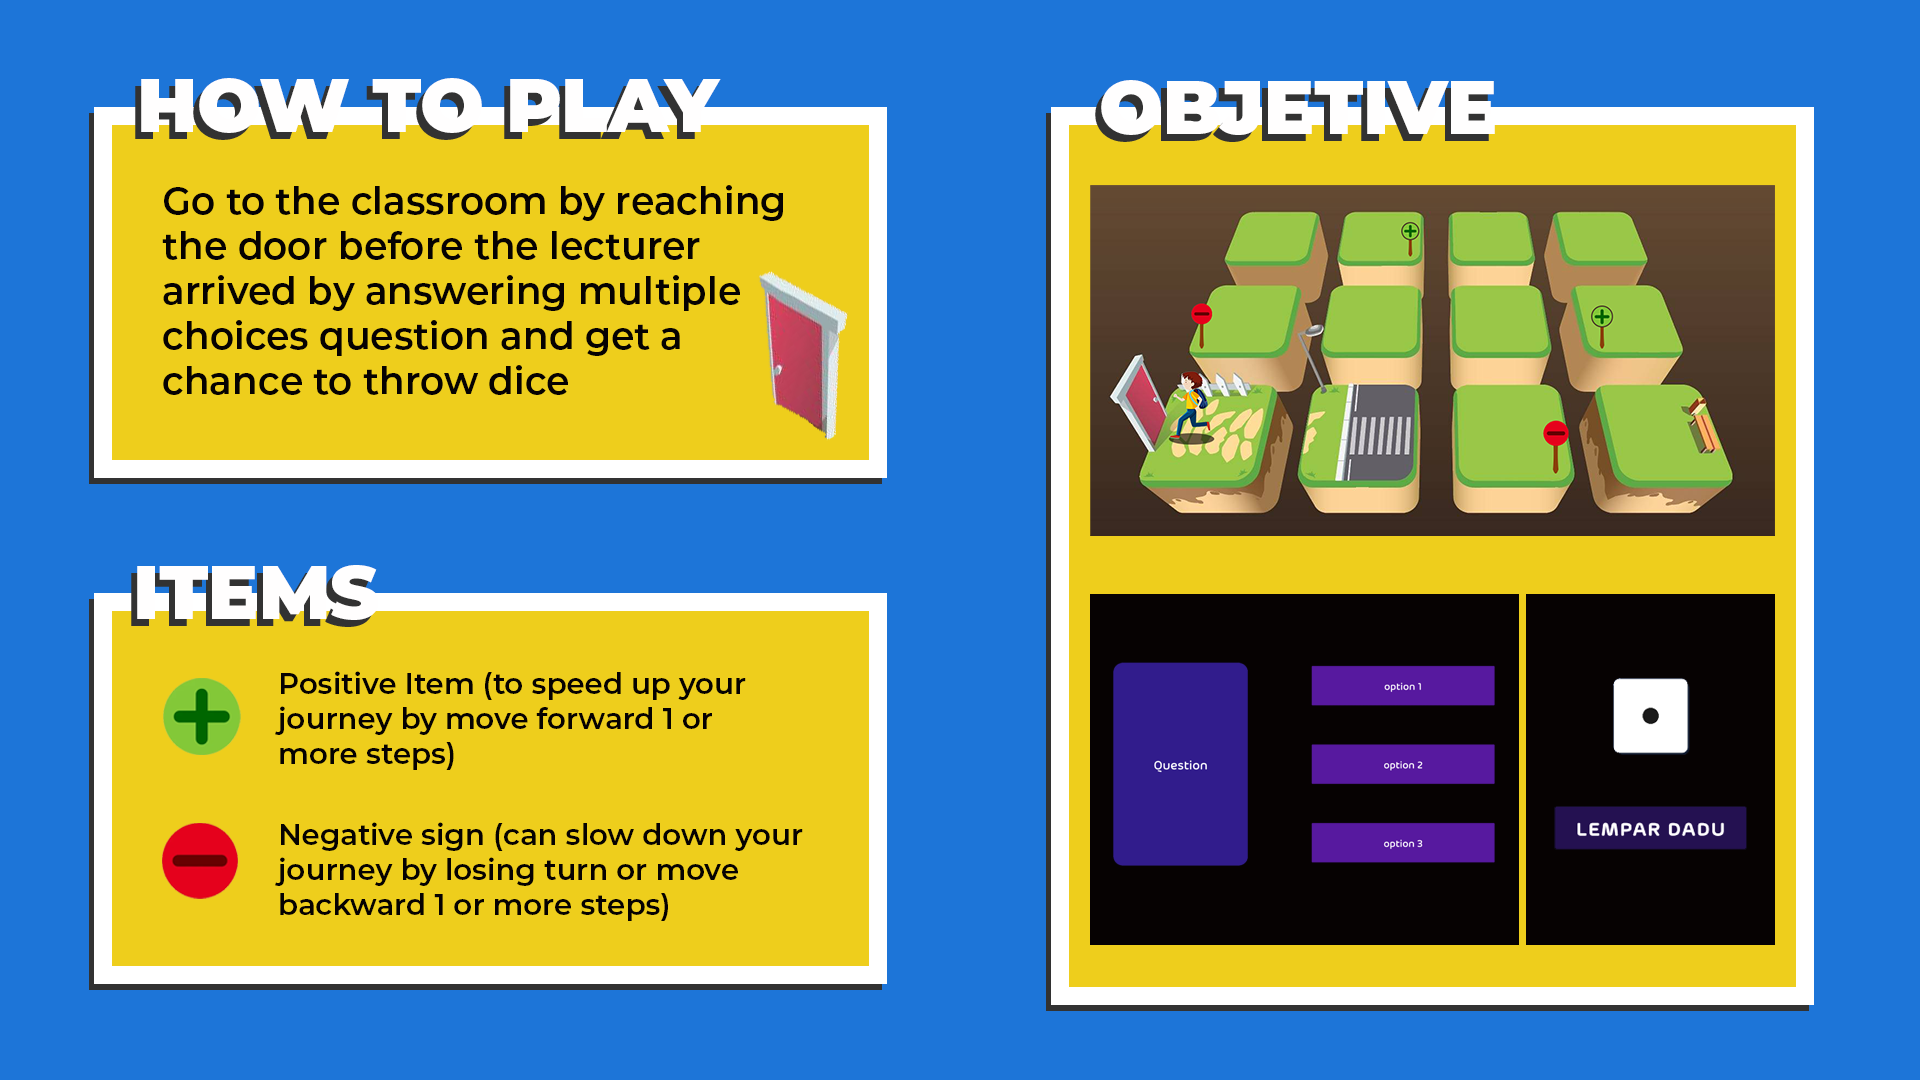 HOW TO PLAY
Go to the classroom by reaching
the door before the lecturer
arrived by answering multiple
choices question and get a
chance to throw dice
ITEMS
Positive Item (to speed up your
journey by move forward 1 or
more steps)
Negative sign (can slow down your
journey by losing turn or move
backward 1 or more steps)
OBJETIVE
Question
option 1
option 2
option 3
LEMPAR DADU